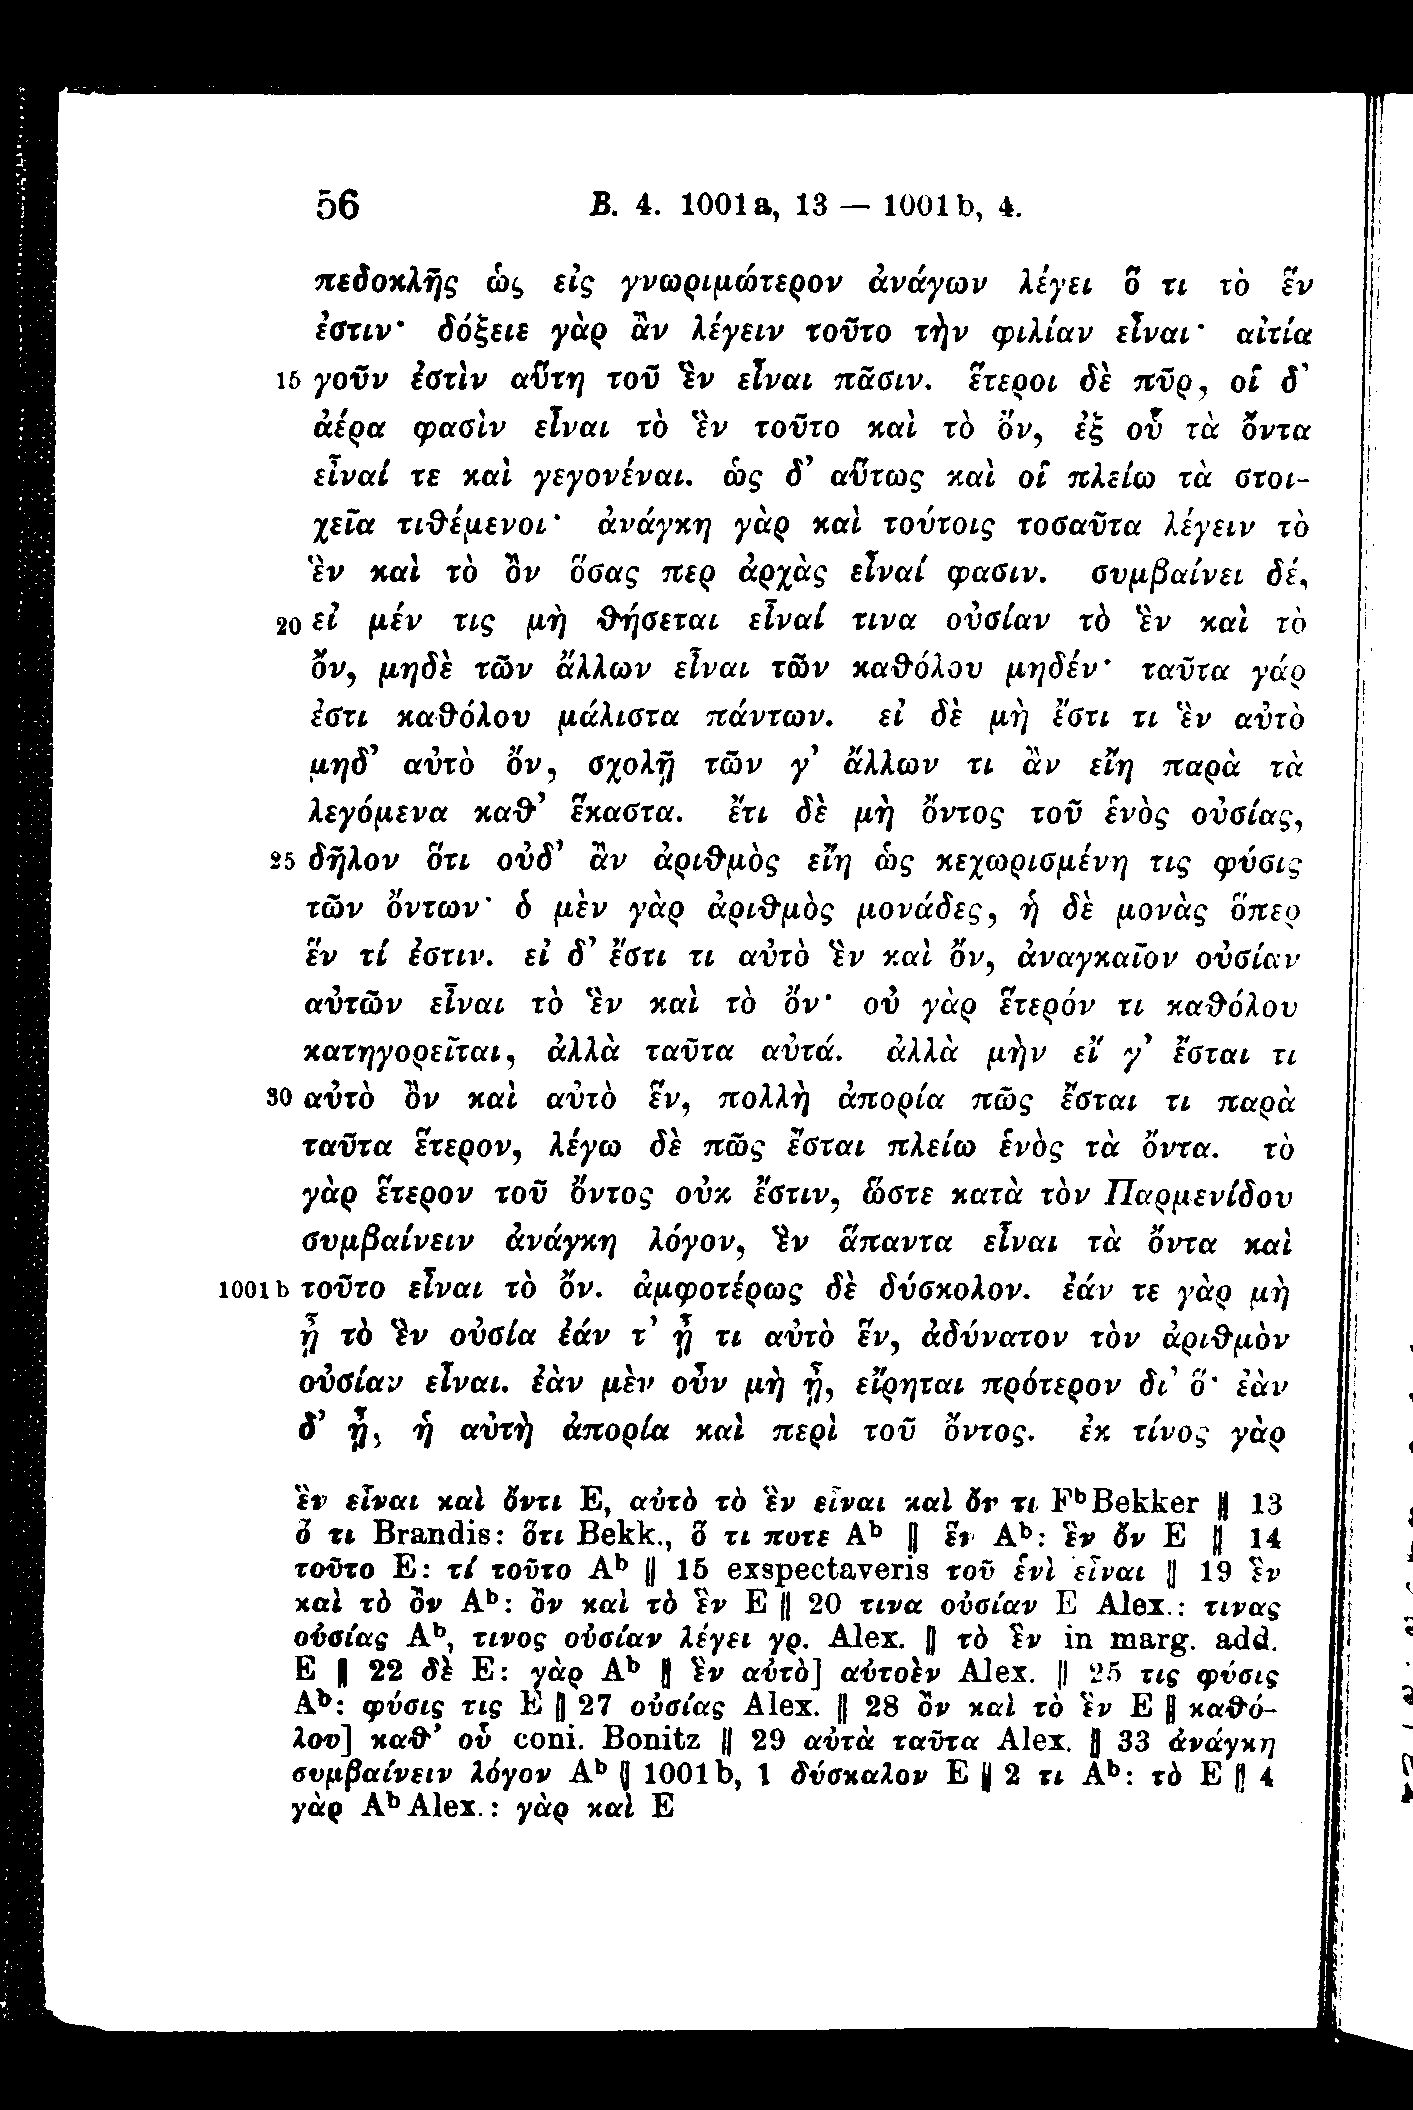 56 B. 4. 1001a, 13 — 1001b, 4.
πεδοκλῆς ὡς εἰς γνωριμώτερον ἀνάγων λέγει ὅ τι τὸ ἕν
ἐστιν· δόξειε γὰρ ἂν λέγειν τοῦτο τὴν φιλίαν εἶναι· αἰτία
15 γοῦν ἐστὶν αὕτη τοῦ ἓν εἶναι πᾶσιν. ἕτεροι δὲ πῦρ, οἳ δ'
ἀέρα φασὶν εἶναι τὸ ἓν τοῦτο καὶ τὸ ὄν, ἐξ οὗ τὰ ὄντα
εἶναί τε καὶ γεγονέναι. ὡς δ' αὕτως καὶ οἳ πλείω τὰ στοι-
χεῖα τιθέμενοι· ἀνάγκη γὰρ καὶ τούτοις τοσαῦτα λέγειν τὸ
ἓν καὶ τὸ ὂν ὅσας περ ἀρχὰς εἶναί φασιν. συμβαίνει δέ,
20 εἰ μέν τις μὴ θήσεται εἶναί τινα οὐσίαν τὸ ἓν καὶ τὸ
ὄν, μηδὲ τῶν ἄλλων εἶναι τῶν καθόλου μηδέν· ταῦτα γάρ
ἐστι καθόλου μάλιστα πάντων. εἰ δὲ μὴ ἔστι τι ἓν αὐτὸ
μηδ' αὐτὸ ὄν, σχολῇ τῶν γ' ἄλλων τι ἂν εἴη παρὰ τὰ
λεγόμενα καθ' ἕκαστα. ἔτι δὲ μὴ ὄντος τοῦ ἑνὸς οὐσίας,
25 δῆλον ὅτι οὐδ' ἂν ἀριθμὸς εἴη ὡς κεχωρισμένη τις φύσις
τῶν ὄντων· ὁ μὲν γὰρ ἀριθμὸς μονάδες, ἡ δὲ μονὰς ὅπερ
ἕν τί ἐστιν. εἰ δ' ἔστι τι αὐτὸ ἓν καὶ ὄν, ἀναγκαῖον οὐσίαν
αὐτῶν εἶναι τὸ ἓν καὶ τὸ ὄν· οὐ γὰρ ἕτερόν τι καθόλου
κατηγορεῖται, ἀλλὰ ταῦτα αὐτά. ἀλλὰ μὴν εἴ γ' ἔσται τι
30 αὐτὸ ὂν καὶ αὐτὸ ἕν, πολλὴ ἀπορία πῶς ἔσται τι παρὰ
ταῦτα ἕτερον, λέγω δὲ πῶς ἔσται πλείω ἑνὸς τὰ ὄντα. τὸ
γὰρ ἕτερον τοῦ ὄντος οὐκ ἔστιν, ὥστε κατὰ τὸν Παρμενίδου
συμβαίνειν ἀνάγκη λόγον, ἓν ἅπαντα εἶναι τὰ ὄντα καὶ
1001b τοῦτο εἶναι τὸ ὄν. ἀμφοτέρως δὲ δύσκολον. ἐάν τε γὰρ μὴ
ᾖ τὸ ἓν οὐσία ἐάν τ' ᾖ τι αὐτὸ ἕν, ἀδύνατον τὸν ἀριθμὸν
οὐσίαν εἶναι. ἐὰν μὲν οὖν μὴ ᾖ, εἴρηται πρότερον δι' ὅ· ἐὰν
δ' ᾖ, ἡ αὐτὴ ἀπορία καὶ περὶ τοῦ ὄντος. ἐκ τίνος γὰρ
ἓν εἶναι καὶ ὄντι E, αὐτὸ τὸ ἓν εἶναι καὶ ὄν τι Fᵇ Bekker || 13
ὅ τι Brandis: ὅτι Bekk., ὅ τι ποτε Aᵇ || ἕν Aᵇ: ἓν ὄν E || 14
τοῦτο E: τί τοῦτο Aᵇ || 15 exspectaveris τοῦ ἑνὶ εἶναι || 19 ἓν
καὶ τὸ ὂν Aᵇ: ὂν καὶ τὸ ἓν E || 20 τινα οὐσίαν E Alex.: τινας
οὐσίας Aᵇ, τινος οὐσίαν λέγει γρ. Alex. || τὸ ἓν in marg. add.
E || 22 δὲ E: γὰρ Aᵇ || ἓν αὐτὸ] αὐτοὲν Alex. || 25 τις φύσις
Aᵇ: φύσις τις E || 27 οὐσίας Alex. || 28 ὂν καὶ τὸ ἓν E || καθό-
λου] καθ' οὗ coni. Bonitz || 29 αὐτὰ ταῦτα Alex. || 33 ἀνάγκη
συμβαίνειν λόγον Aᵇ || 1001b, 1 δύσκαλον E || 2 τι Aᵇ: τὸ E || 4
γὰρ Aᵇ Alex.: γὰρ καὶ E